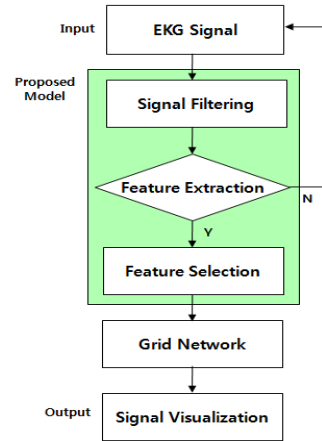 Input
EKG Signal
Proposed
Model
Signal Filtering
Feature Extraction
N
Y
Feature Selection
Grid Network
Output
Signal Visualization